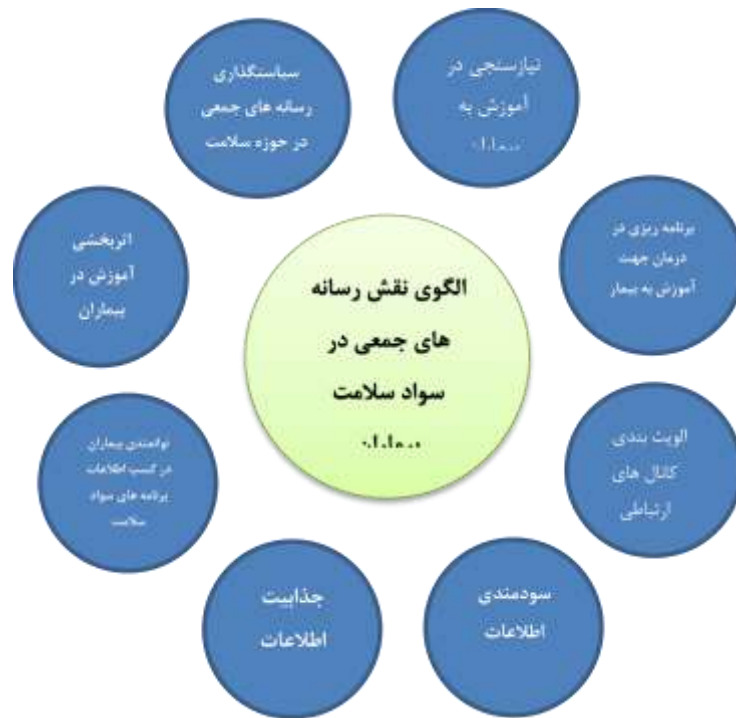 الگوی نقش رسانه
های جمعی در
سواد سلامت
نیازسنجی در
آموزش به
برنامه ریزی در
درمان جهت
آموزش به بیمار
الویت بندی
کانال های
ارتباطی
سودمندی
اطلاعات
جذابیت
اطلاعات
توانمندی بیماران
در کسب اطلاعات
برنامه های سواد
سلامت
اثربخشی
آموزش در
بیماران
سیاستگذاری
رسانه های جمعی
در حوزه سلامت